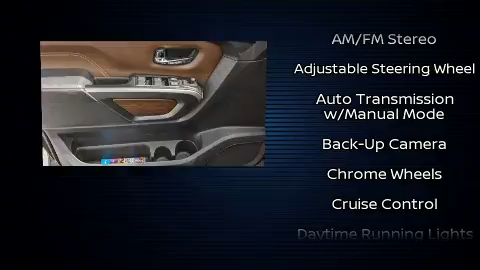 AM/FM Stereo
Adjustable Steering Wheel
Auto Transmission
w/Manual Mode
Back-Up Camera
Chrome Wheels
Cruise Control
Daytime Running Lights